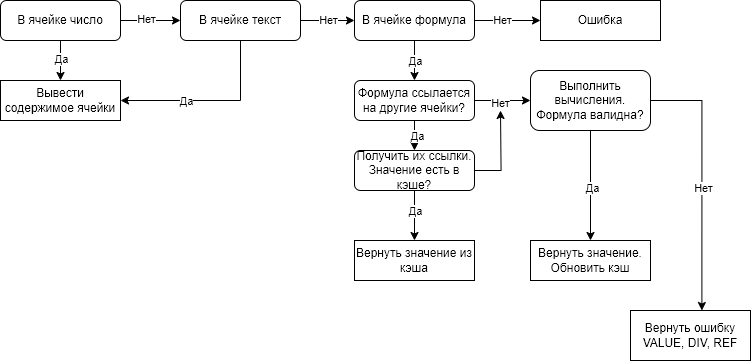 В ячейке число
Нет
В ячейке текст
Нет
В ячейке формула
Нет
Ошибка
Да
Да
Вывести
содержимое ячейки
Да
Формула ссылается
на другие ячейки?
Нет
Выполнить
вычисления.
Формула валидна?
Да
Получить их ссылки.
Значение есть в
кэше?
Да
Да
Нет
Вернуть значение из
кэша
Вернуть значение.
Обновить кэш
Вернуть ошибку
VALUE, DIV, REF